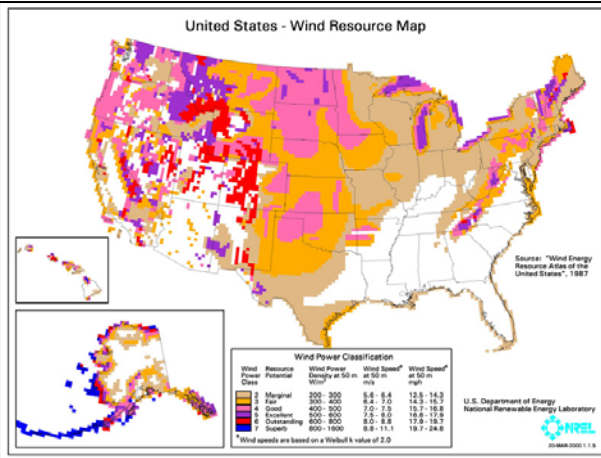 United States - Wind Resource Map
Source: "Wind Energy
Resource Atlas of the
United States", 1987
Wind Power Classification
Wind Power Class Resource Potential Wind Power Density at 50 m W/m² Wind Speedª at 50 m m/s Wind Speedª at 50 m mph
2 Marginal 200 - 300 5.6 - 6.4 12.5 - 14.3
3 Fair 300 - 400 6.4 - 7.0 14.3 - 15.7
4 Good 400 - 500 7.0 - 7.5 15.7 - 16.8
5 Excellent 500 - 600 7.5 - 8.0 16.8 - 17.9
6 Outstanding 600 - 800 8.0 - 8.8 17.9 - 19.7
7 Superb 800 - 1600 8.8 - 11.1 19.7 - 24.8
ª Wind speeds are based on a Weibull k value of 2.0
U.S. Department of Energy
National Renewable Energy Laboratory
NREL